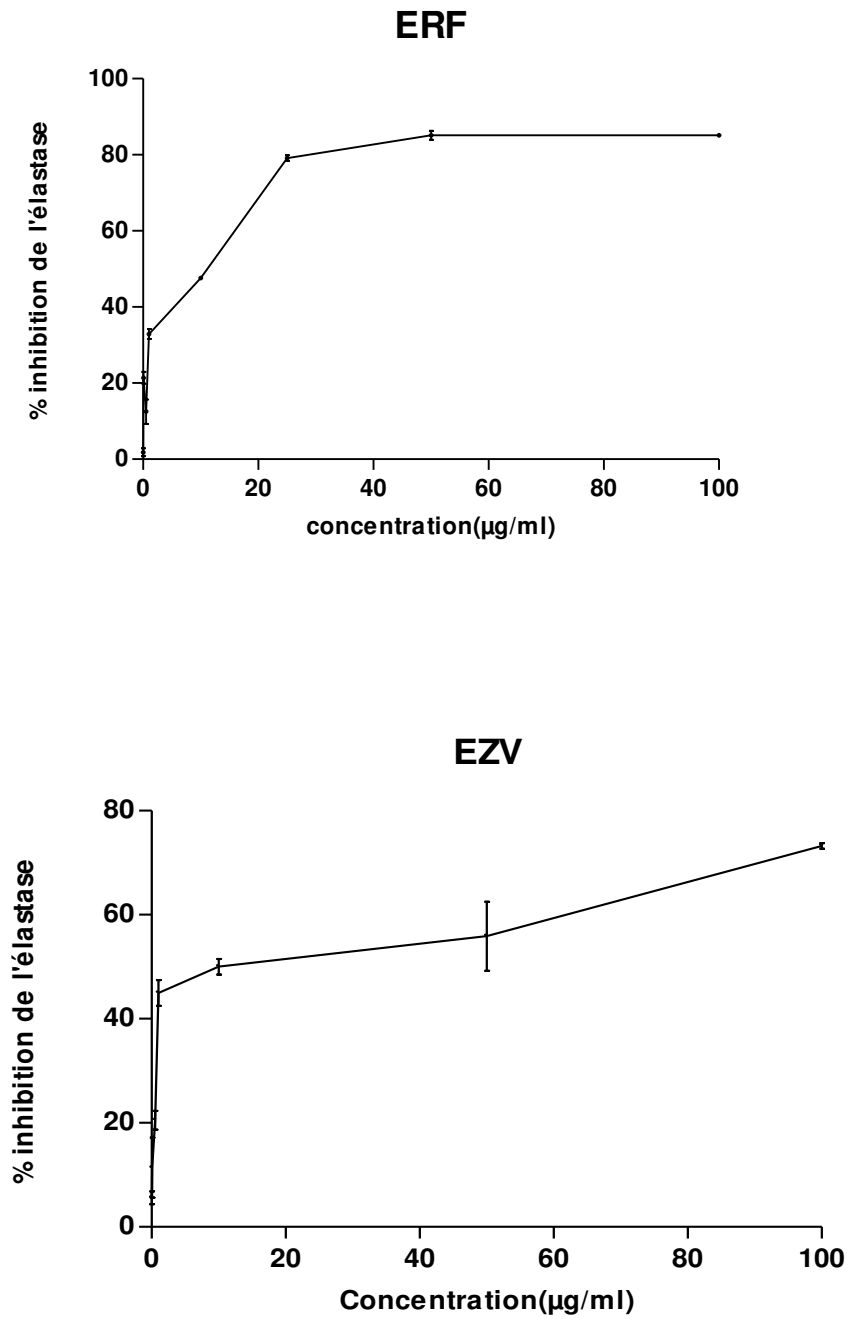 ERF
100
80
60
40
20
0
% inhibition de l'élastase
0 20 40 60 80 100
concentration(µg/ml)
EZV
80
60
40
20
0
% inhibition de l'élastase
0 20 40 60 80 100
Concentration(µg/ml)